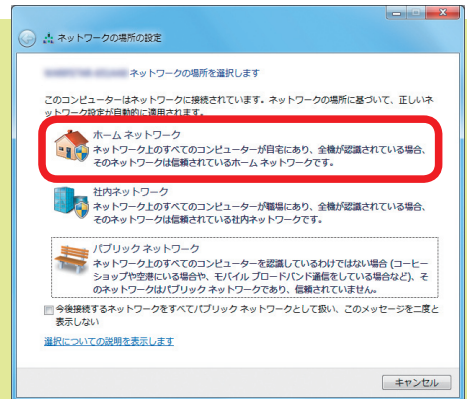 ネットワークの場所の設定
ネットワークの場所を選択します
このコンピューターはネットワークに接続されています。ネットワークの場所に基づいて、正しいネ
ットワーク設定が自動的に適用されます。
ホーム ネットワーク
ネットワーク上のすべてのコンピューターが自宅にあり、全機が認識されている場合、
そのネットワークは信頼されているホーム ネットワークです。
社内ネットワーク
ネットワーク上のすべてのコンピューターが職場にあり、全機が認識されている場合、
そのネットワークは信頼されている社内ネットワークです。
パブリック ネットワーク
ネットワーク上のすべてのコンピューターを認識しているわけではない場合 (コーヒー
ショップや空港にいる場合や、モバイル ブロードバンド通信をしている場合など)、そ
のネットワークはパブリック ネットワークであり、信頼されていません。
今後接続するネットワークをすべてパブリック ネットワークとして扱い、このメッセージを二度と
表示しない
選択についての説明を表示します
キャンセル